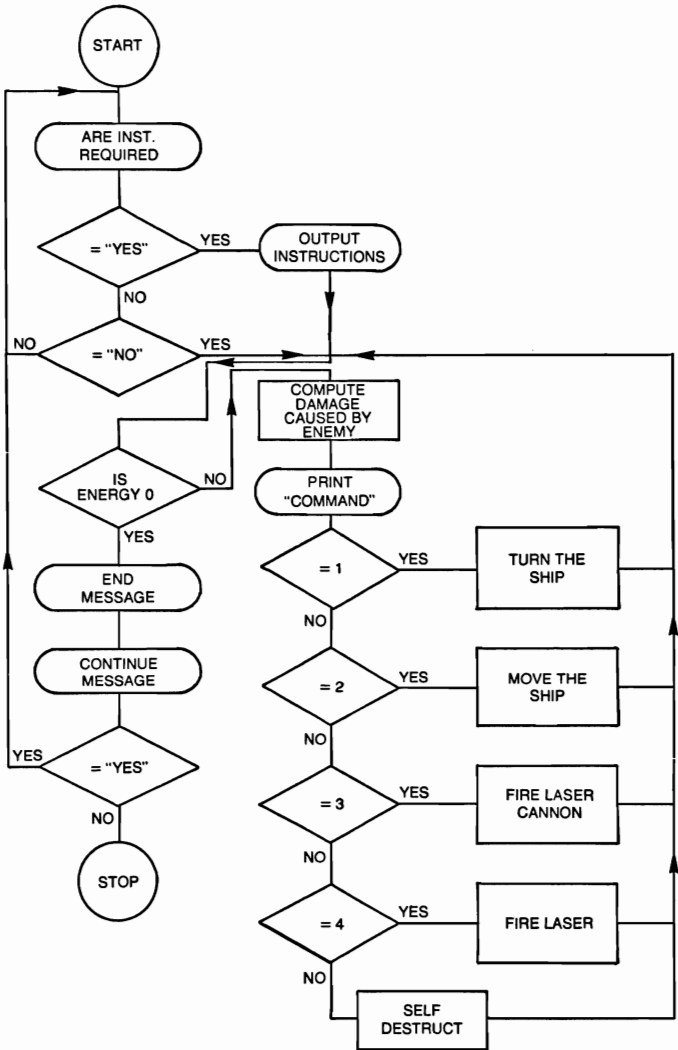 START
ARE INST.
REQUIRED
= "YES"
YES
OUTPUT
INSTRUCTIONS
NO
NO
= "NO"
YES
COMPUTE
DAMAGE
CAUSED BY
ENEMY
IS
ENERGY 0
NO
PRINT
"COMMAND"
YES
= 1
YES
TURN THE
SHIP
END
MESSAGE
NO
CONTINUE
MESSAGE
= 2
YES
MOVE THE
SHIP
YES
= "YES"
NO
NO
= 3
YES
FIRE LASER
CANNON
STOP
NO
= 4
YES
FIRE LASER
NO
SELF
DESTRUCT